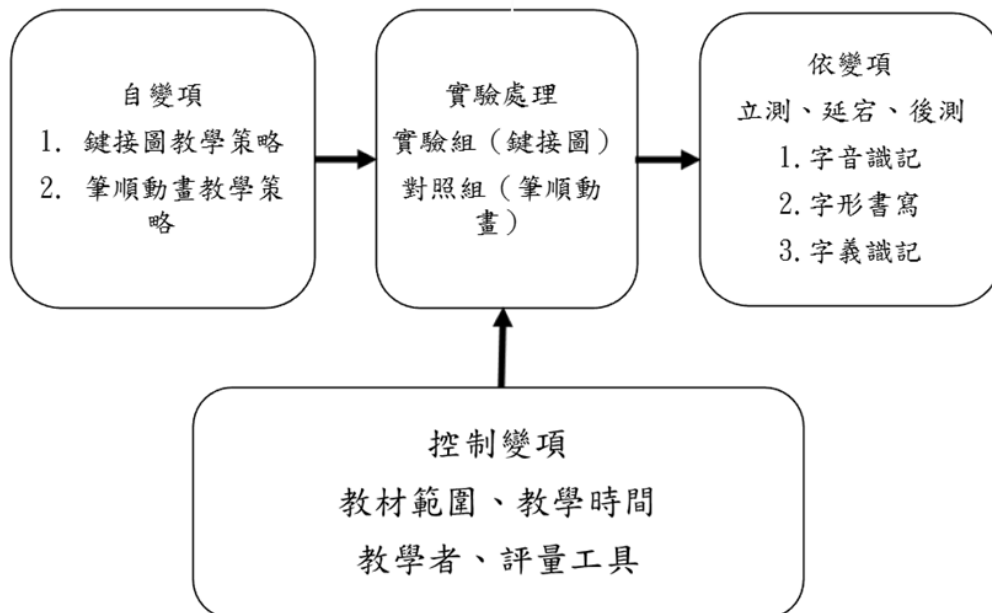 自變項
1. 鍵接圖教學策略
2. 筆順動畫教學策
略
實驗處理
實驗組（鍵接圖）
對照組（筆順動
畫）
依變項
立測、延宕、後測
1.字音識記
2.字形書寫
3.字義識記
控制變項
教材範圍、教學時間
教學者、評量工具